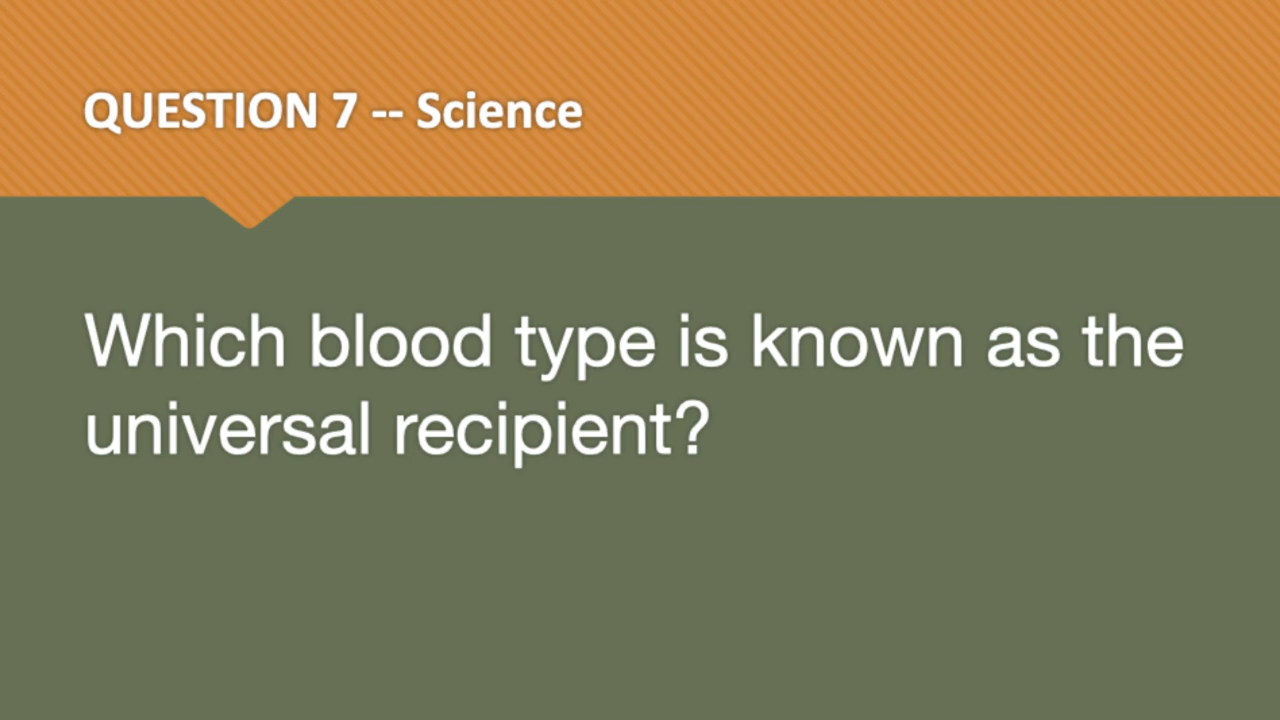 QUESTION 7 -- Science
Which blood type is known as the
universal recipient?